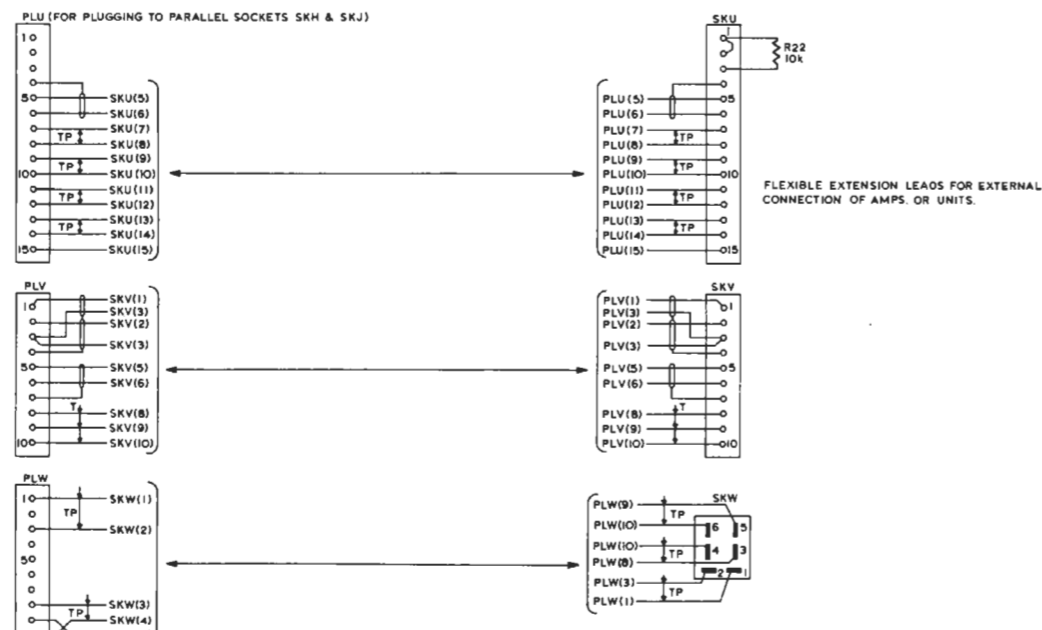 PLU (FOR PLUGGING TO PARALLEL SOCKETS SKH & SKJ)
1
5
10
15
SKU(5)
SKU(6)
SKU(7)
TP
SKU(8)
SKU(9)
TP
SKU(10)
SKU(11)
TP
SKU(12)
SKU(13)
TP
SKU(14)
SKU(15)
SKU
1
R22
10k
PLU(5)
5
PLU(6)
PLU(7)
TP
PLU(8)
PLU(9)
TP
PLU(10)
10
PLU(11)
TP
PLU(12)
PLU(13)
TP
PLU(14)
PLU(15)
15
FLEXIBLE EXTENSION LEADS FOR EXTERNAL
CONNECTION OF AMPS. OR UNITS.
PLV
1
5
10
SKV(1)
SKV(3)
SKV(2)
SKV(3)
SKV(5)
SKV(6)
T
SKV(8)
SKV(9)
SKV(10)
SKV
PLV(1)
1
PLV(3)
PLV(2)
PLV(3)
PLV(5)
5
PLV(6)
T
PLV(8)
PLV(9)
PLV(10)
10
PLW
1
5
SKW(1)
TP
SKW(2)
SKW(3)
TP
SKW(4)
SKW
PLW(9)
TP
PLW(10)
6 5
PLW(10)
TP
4 3
PLW(8)
PLW(3)
2 1
TP
PLW(1)